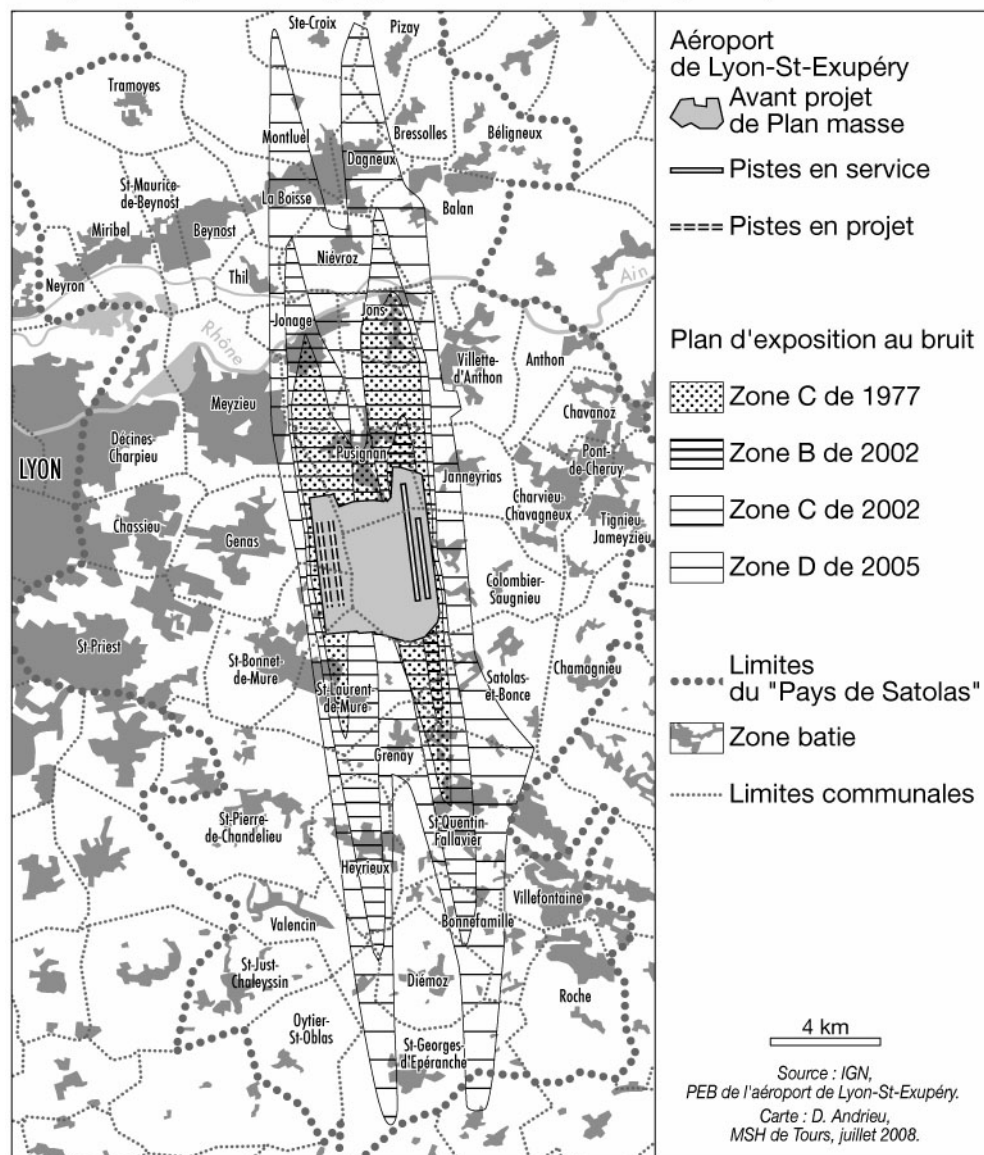 Ste-Croix
Pizay
Tramoyes
Montluel
Bressolles
Béligneux
Dagneux
St-Maurice-
de-Beynost
La Boisse
Balan
Miribel
Beynost
Niévroz
Neyron
Thil
Ain
Jonage
Jons
Rhône
Villette-
d'Anthon
Anthon
Meyzieu
Chavanoz
Décines-
Charpieu
Pusignan
Pont-
de-Cheruy
LYON
Janneyrias
Charvieu-
Chavagneux
Chassieu
Genas
Tignieu
Jameyzieu
Colombier-
Saugnieu
St-Priest
St-Bonnet-
de-Mure
Chamagnieu
St-Laurent-
de-Mure
Satolas-
et-Bonce
Grenay
St-Pierre-
de-Chandelieu
St-Quentin-
Fallavier
Heyrieux
Villefontaine
Valencin
Bonnefamille
St-Just-
Chaleyssin
Diémoz
Roche
Oytier-
St-Oblas
St-Georges-
d'Epéranche
Aéroport
de Lyon-St-Exupéry
Avant projet
de Plan masse
Pistes en service
Pistes en projet
Plan d'exposition au bruit
Zone C de 1977
Zone B de 2002
Zone C de 2002
Zone D de 2005
Limites
du "Pays de Satolas"
Zone batie
Limites communales
4 km
Source : IGN,
PEB de l'aéroport de Lyon-St-Exupéry.
Carte : D. Andrieu,
MSH de Tours, juillet 2008.